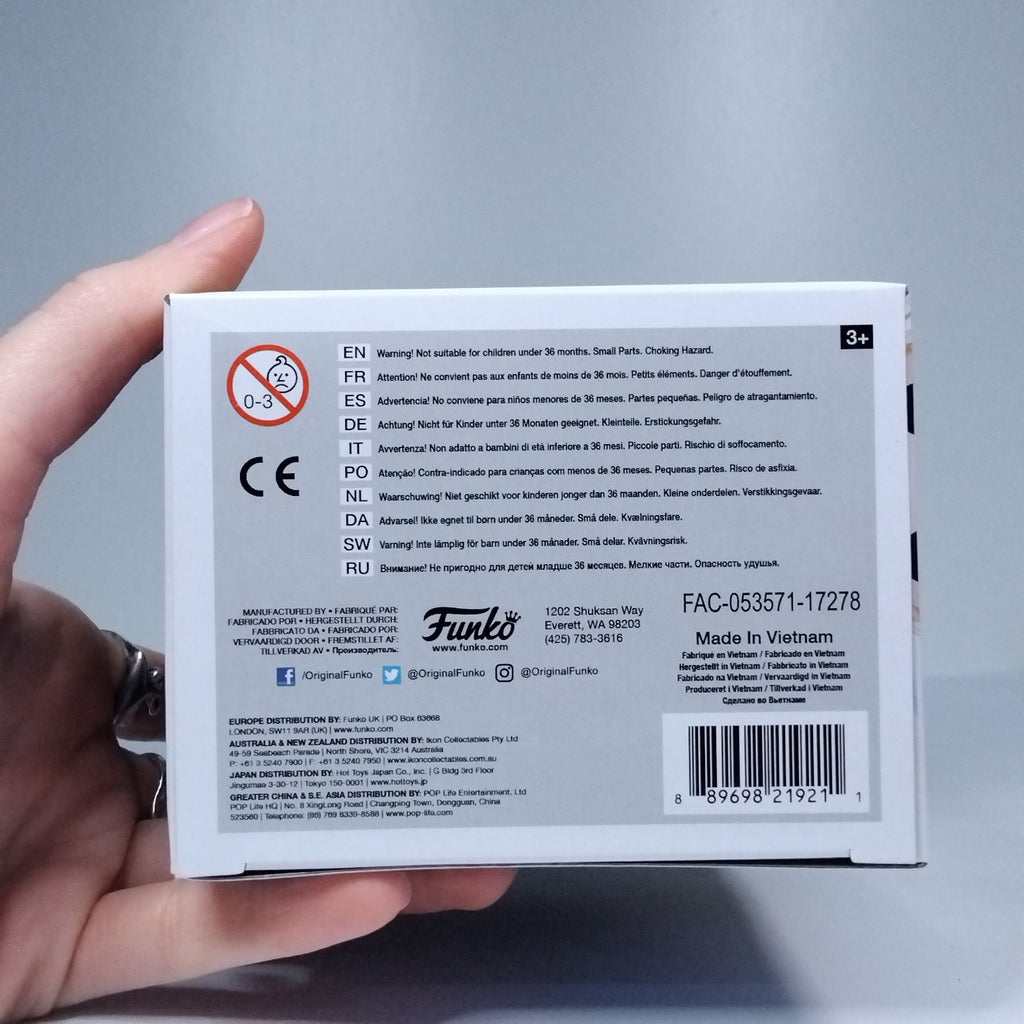 3+
0-3
CE
EN Warning! Not suitable for children under 36 months. Small Parts. Choking Hazard.
FR Attention! Ne convient pas aux enfants de moins de 36 mois. Petits éléments. Danger d'étouffement.
ES Advertencia! No conviene para niños menores de 36 meses. Partes pequeñas. Peligro de atragantamiento.
DE Achtung! Nicht für Kinder unter 36 Monaten geeignet. Kleinteile. Erstickungsgefahr.
IT Avvertenza! Non adatto a bambini di età inferiore a 36 mesi. Piccole parti. Rischio di soffocamento.
PO Atenção! Contra-indicado para crianças com menos de 36 meses. Pequenas partes. Risco de asfixia.
NL Waarschuwing! Niet geschikt voor kinderen jonger dan 36 maanden. Kleine onderdelen. Verstikkingsgevaar.
DA Advarsel! Ikke egnet til børn under 36 måneder. Små dele. Kvælningsfare.
SW Varning! Inte lämplig för barn under 36 månader. Små delar. Kvävningsrisk.
RU Внимание! Не пригодно для детей младше 36 месяцев. Мелкие части. Опасность удушья.
MANUFACTURED BY • FABRIQUÉ PAR:
FABRICADO POR • HERGESTELLT DURCH:
FABBRICATO DA • FABRICADO POR:
VERVAARDIGD DOOR • FREMSTILLET AF:
TILLVERKAD AV • Производитель:
Funko
www.funko.com
1202 Shuksan Way
Everett, WA 98203
(425) 783-3616
/OriginalFunko @OriginalFunko @OriginalFunko
FAC-053571-17278
Made In Vietnam
Fabriqué en Vietnam / Fabricado en Vietnam
Hergestellt in Vietnam / Fabbricato in Vietnam
Fabricado na Vietnam / Vervaardigd in Vietnam
Produceret i Vietnam / Tillverkad i Vietnam
Сделано во Вьетнаме
EUROPE DISTRIBUTION BY: Funko UK | PO Box 63668
LONDON, SW11 9AR (UK) | www.funko.com
AUSTRALIA & NEW ZEALAND DISTRIBUTION BY: Ikon Collectables Pty Ltd
49-59 Seabeach Parade | North Shore, VIC 3214 Australia
P: +61 3 5240 7900 | F: +61 3 5240 7950 | www.ikoncollectables.com.au
JAPAN DISTRIBUTION BY: Hot Toys Japan Co., Inc. | G Bldg 3rd Floor
Jingumae 3-30-12 | Tokyo 150-0001 | www.hottoys.jp
GREATER CHINA & S.E. ASIA DISTRIBUTION BY: POP Life Entertainment, Ltd
POP Life HQ | No. 8 XingLong Road | Changping Town, Dongguan, China
523560 | Telephone: (86) 769 8339-8588 | www.pop-life.com
8 89698 21921 1